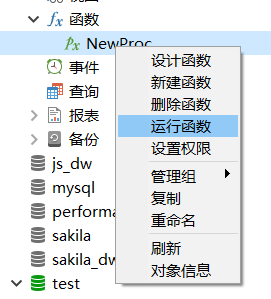 函数
NewProc
事件
查询
报表
备份
js_dw
mysql
performa
sakila
sakila_dw
test
设计函数
新建函数
删除函数
运行函数
设置权限
管理组
复制
重命名
刷新
对象信息